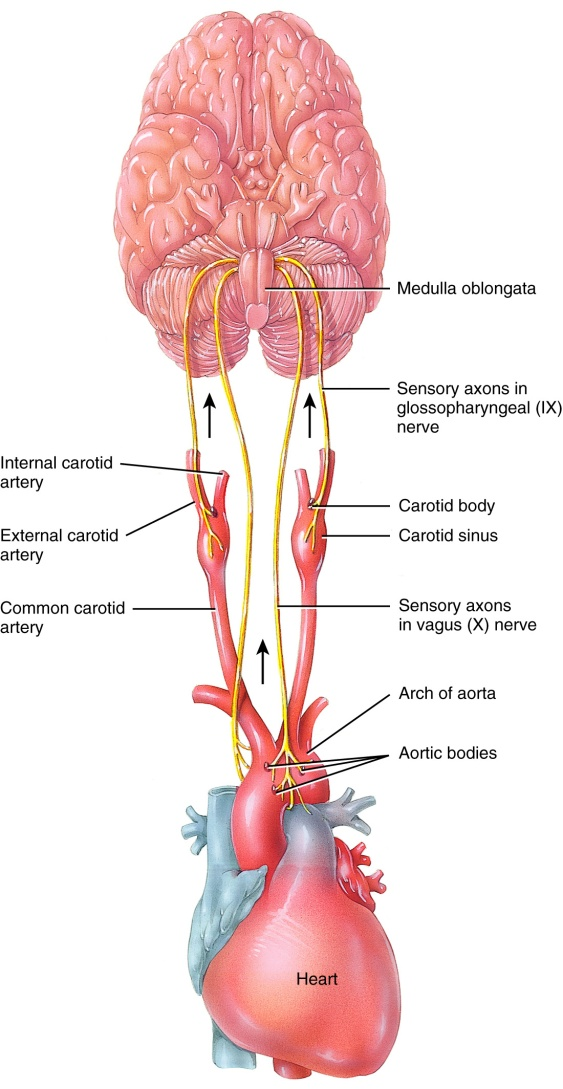 Medulla oblongata
Sensory axons in
glossopharyngeal (IX)
nerve
Internal carotid
artery
Carotid body
External carotid
artery
Carotid sinus
Common carotid
artery
Sensory axons
in vagus (X) nerve
Arch of aorta
Aortic bodies
Heart